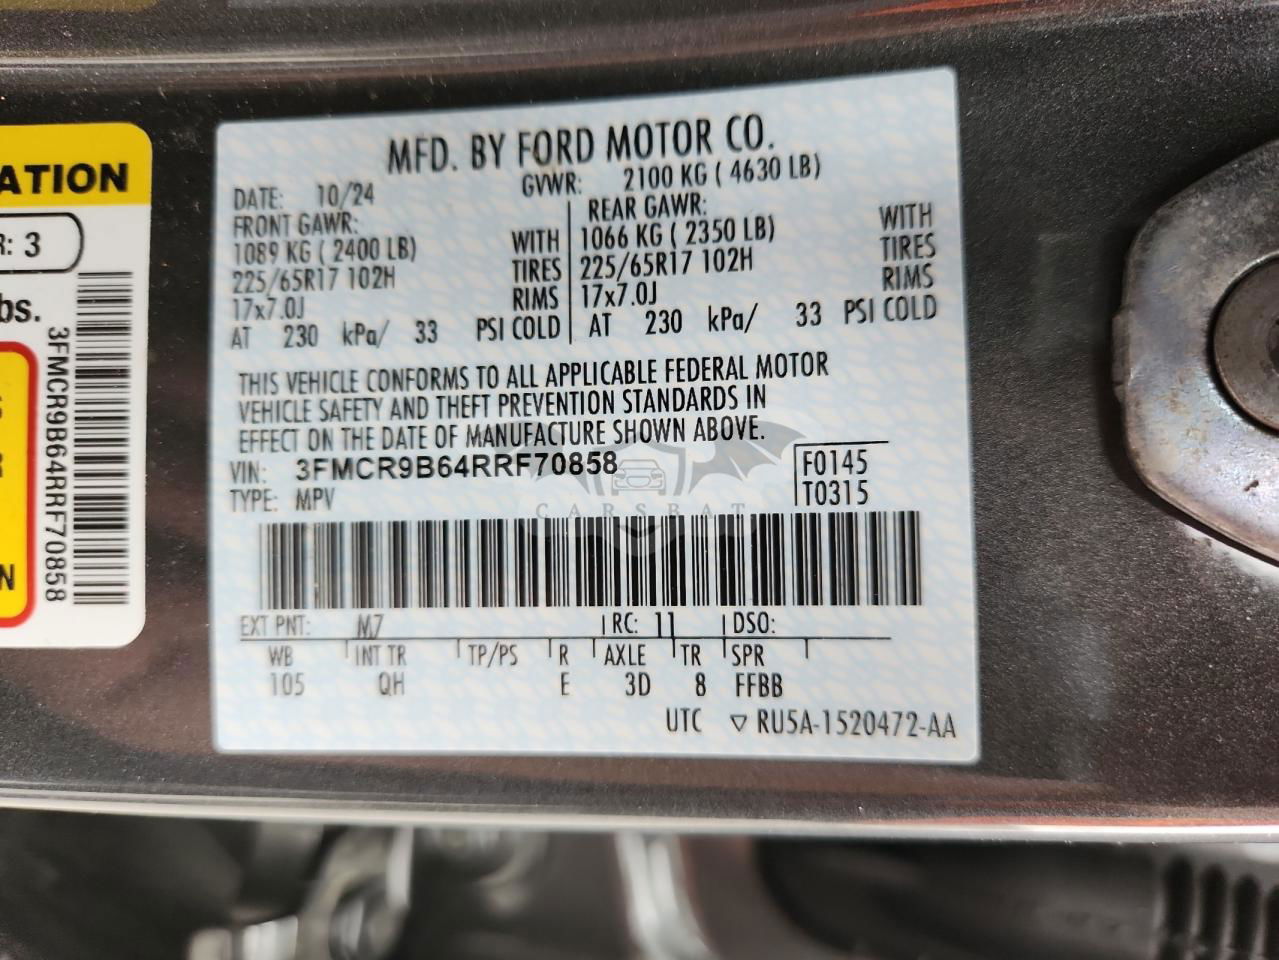 ATION
R: 3
bs.
3FMCR9B64RRF70858
N
MFD. BY FORD MOTOR CO.
DATE: 10/24 GVWR: 2100 KG ( 4630 LB)
FRONT GAWR: REAR GAWR:
1089 KG ( 2400 LB) WITH 1066 KG ( 2350 LB) WITH
225/65R17 102H TIRES 225/65R17 102H TIRES
17x7.0J RIMS 17x7.0J RIMS
AT 230 kPa/ 33 PSI COLD AT 230 kPa/ 33 PSI COLD
THIS VEHICLE CONFORMS TO ALL APPLICABLE FEDERAL MOTOR
VEHICLE SAFETY AND THEFT PREVENTION STANDARDS IN
EFFECT ON THE DATE OF MANUFACTURE SHOWN ABOVE.
VIN: 3FMCR9B64RRF70858 F0145
TYPE: MPV T0315
CARSBAT
EXT PNT: M7 RC: 11 DSO:
WB INT TR TP/PS R AXLE TR SPR
105 QH E 3D 8 FFBB
UTC ▽ RU5A-1520472-AA